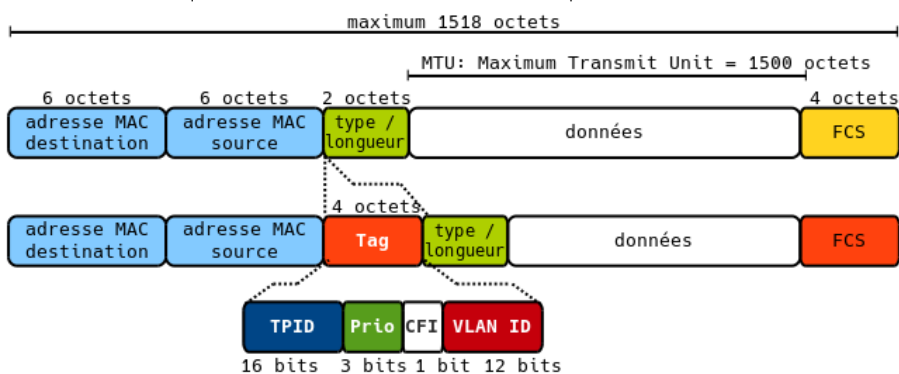 maximum 1518 octets
MTU: Maximum Transmit Unit = 1500 octets
6 octets 6 octets 2 octets 4 octets
adresse MAC destination
adresse MAC source
type / longueur
données
FCS
4 octets
adresse MAC destination
adresse MAC source
Tag
type / longueur
données
FCS
TPID Prio CFI VLAN ID
16 bits 3 bits 1 bit 12 bits